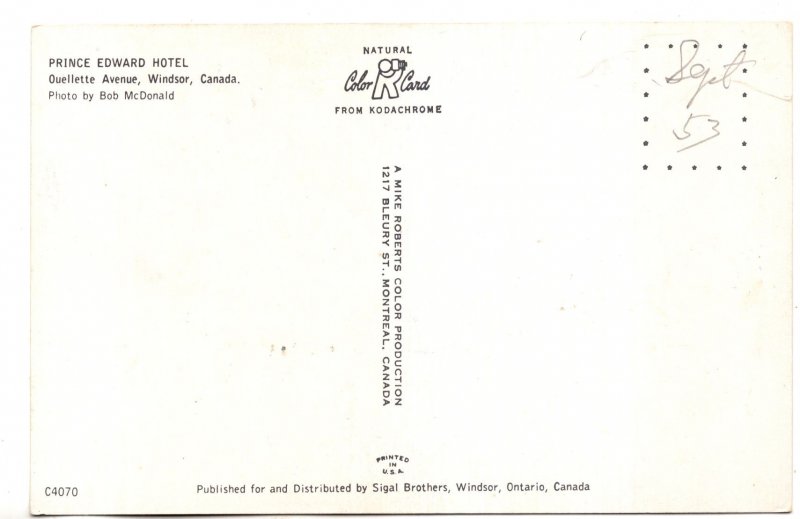 PRINCE EDWARD HOTEL
Ouellette Avenue, Windsor, Canada.
Photo by Bob McDonald
NATURAL
Color Card
FROM KODACHROME
Sept
53
A MIKE ROBERTS COLOR PRODUCTION
1217 BLEURY ST., MONTREAL, CANADA
PRINTED
IN
U.S.A.
C4070
Published for and Distributed by Sigal Brothers, Windsor, Ontario, Canada